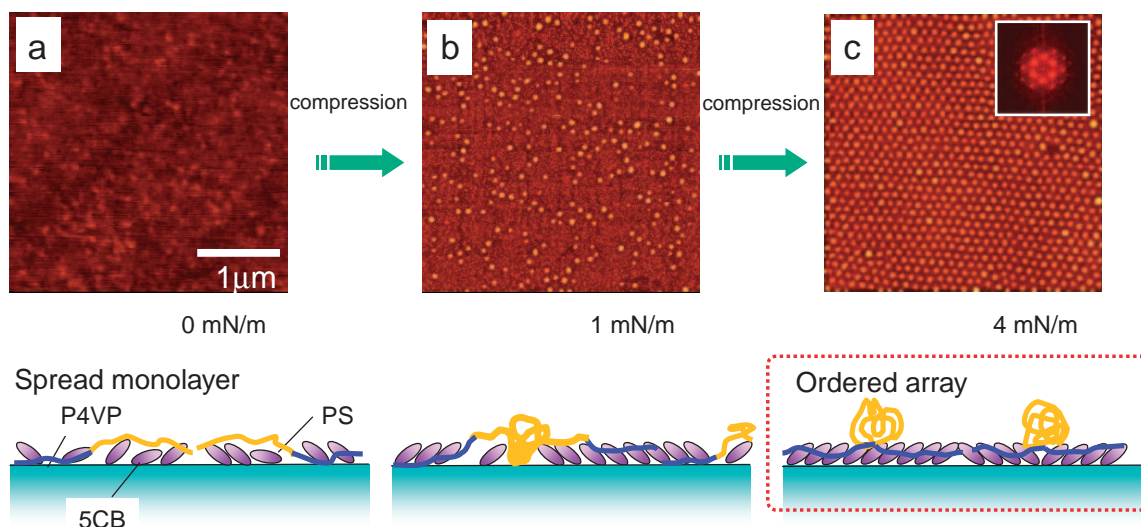 a
b
c
compression
compression
1μm
0 mN/m
1 mN/m
4 mN/m
Spread monolayer
Ordered array
P4VP
PS
5CB